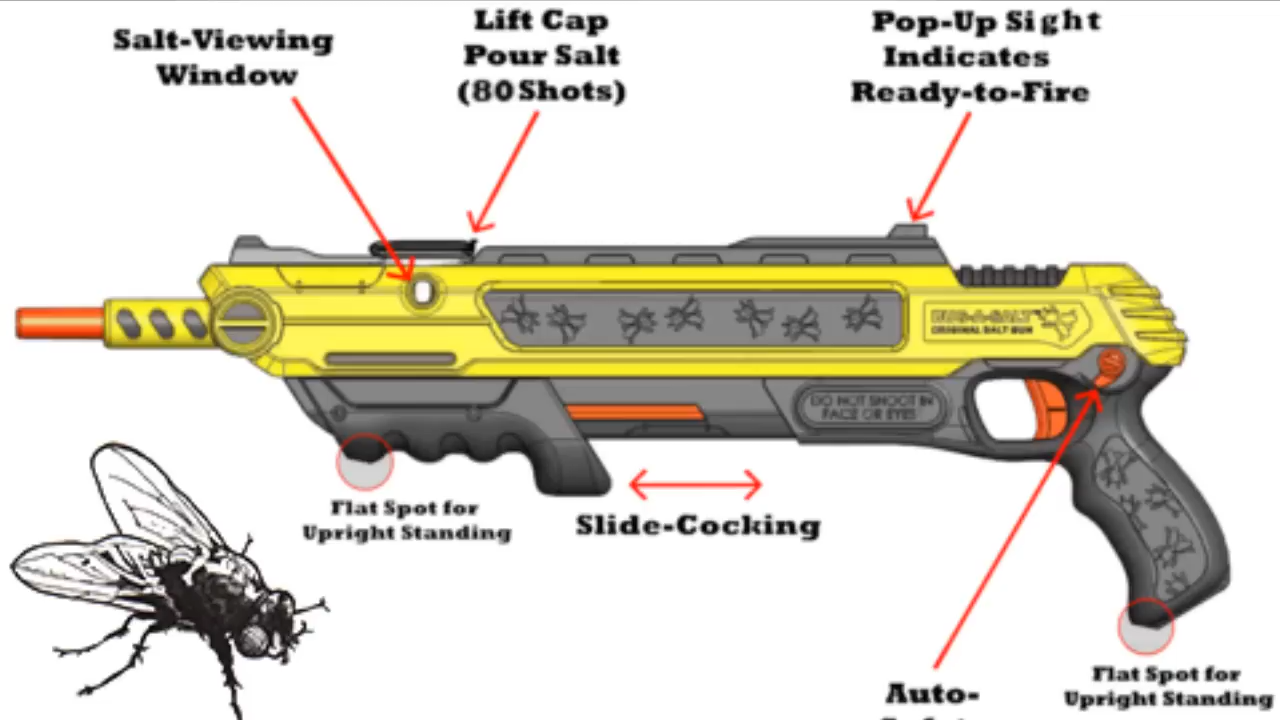 Salt-Viewing
Window
Lift Cap
Pour Salt
(80 Shots)
Pop-Up Sight
Indicates
Ready-to-Fire
BUG-A-SALT
ORIGINAL SALT GUN
DO NOT SHOOT IN
FACE OR EYES
Flat Spot for
Upright Standing
Slide-Cocking
Flat Spot for
Upright Standing
Auto-